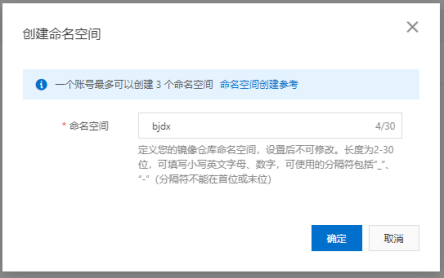 创建命名空间
一个账号最多可以创建 3 个命名空间 命名空间创建参考
* 命名空间 bjdx 4/30
定义您的镜像仓库命名空间，设置后不可修改。长度为2-30
位，可填写小写英文字母、数字，可使用的分隔符包括“_”、
“-”（分隔符不能在首位或末位）
确定 取消